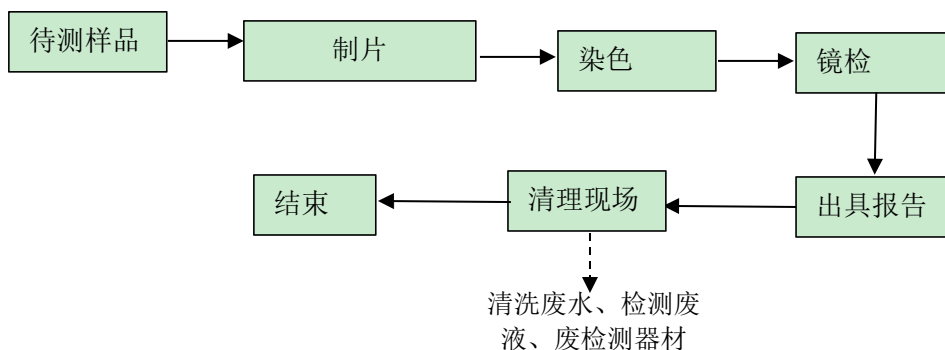 待测样品
制片
染色
镜检
出具报告
清理现场
结束
清洗废水、检测废
液、废检测器材